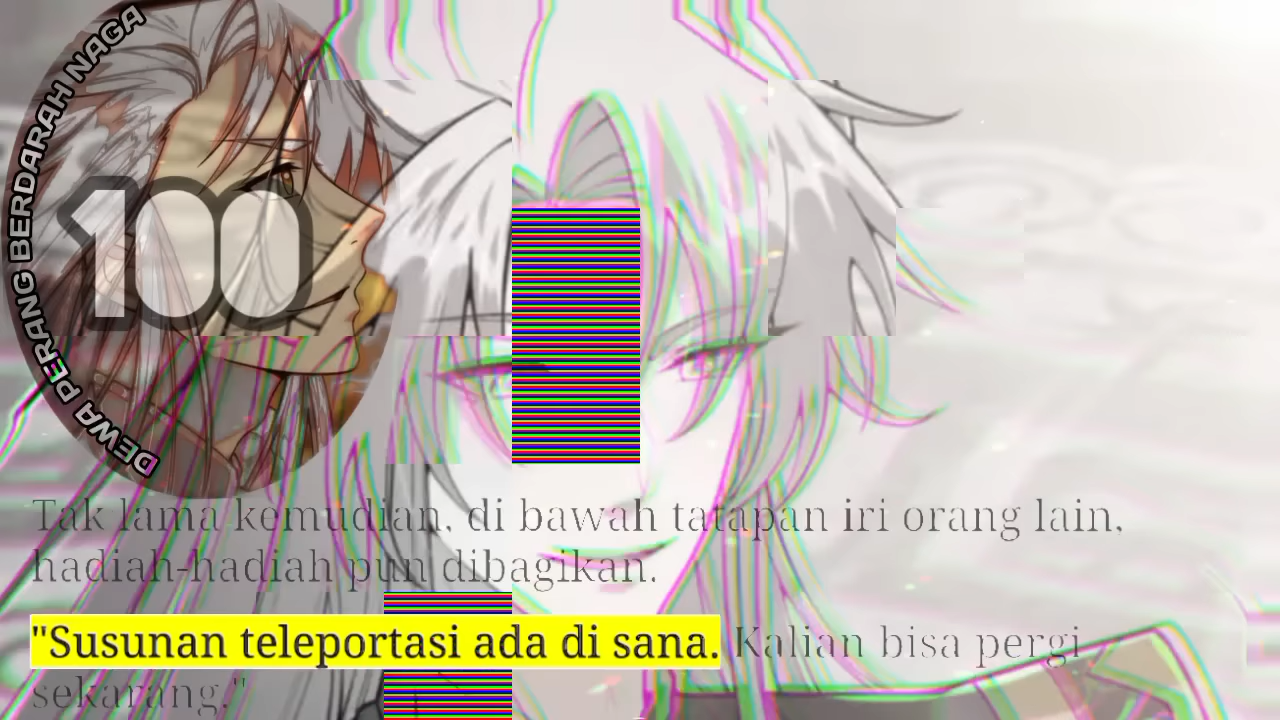 DEWA PERANG BERDARAH NAGA
100
Tak lama kemudian, di bawah tatapan iri orang lain,
hadiah-hadiah pun dibagikan.
"Susunan teleportasi ada di sana. Kalian bisa pergi
sekarang."